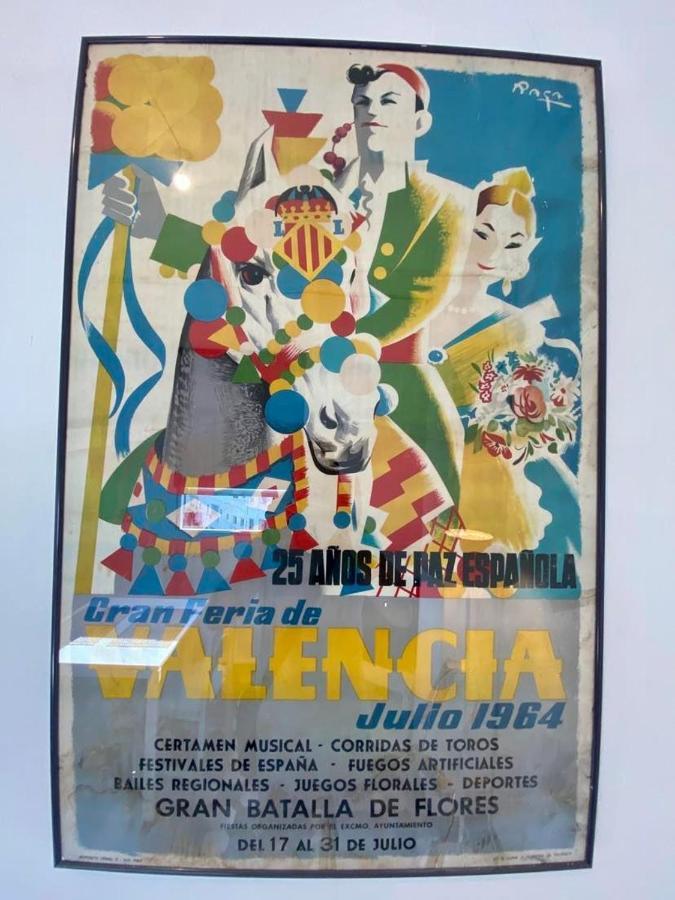 Raga
L L
25 AÑOS DE PAZ ESPAÑOLA
Gran Feria de
VALENCIA
Julio 1964
CERTAMEN MUSICAL - CORRIDAS DE TOROS
FESTIVALES DE ESPAÑA - FUEGOS ARTIFICIALES
BAILES REGIONALES - JUEGOS FLORALES - DEPORTES
GRAN BATALLA DE FLORES
FIESTAS ORGANIZADAS POR EL EXCMO. AYUNTAMIENTO
DEL 17 AL 31 DE JULIO